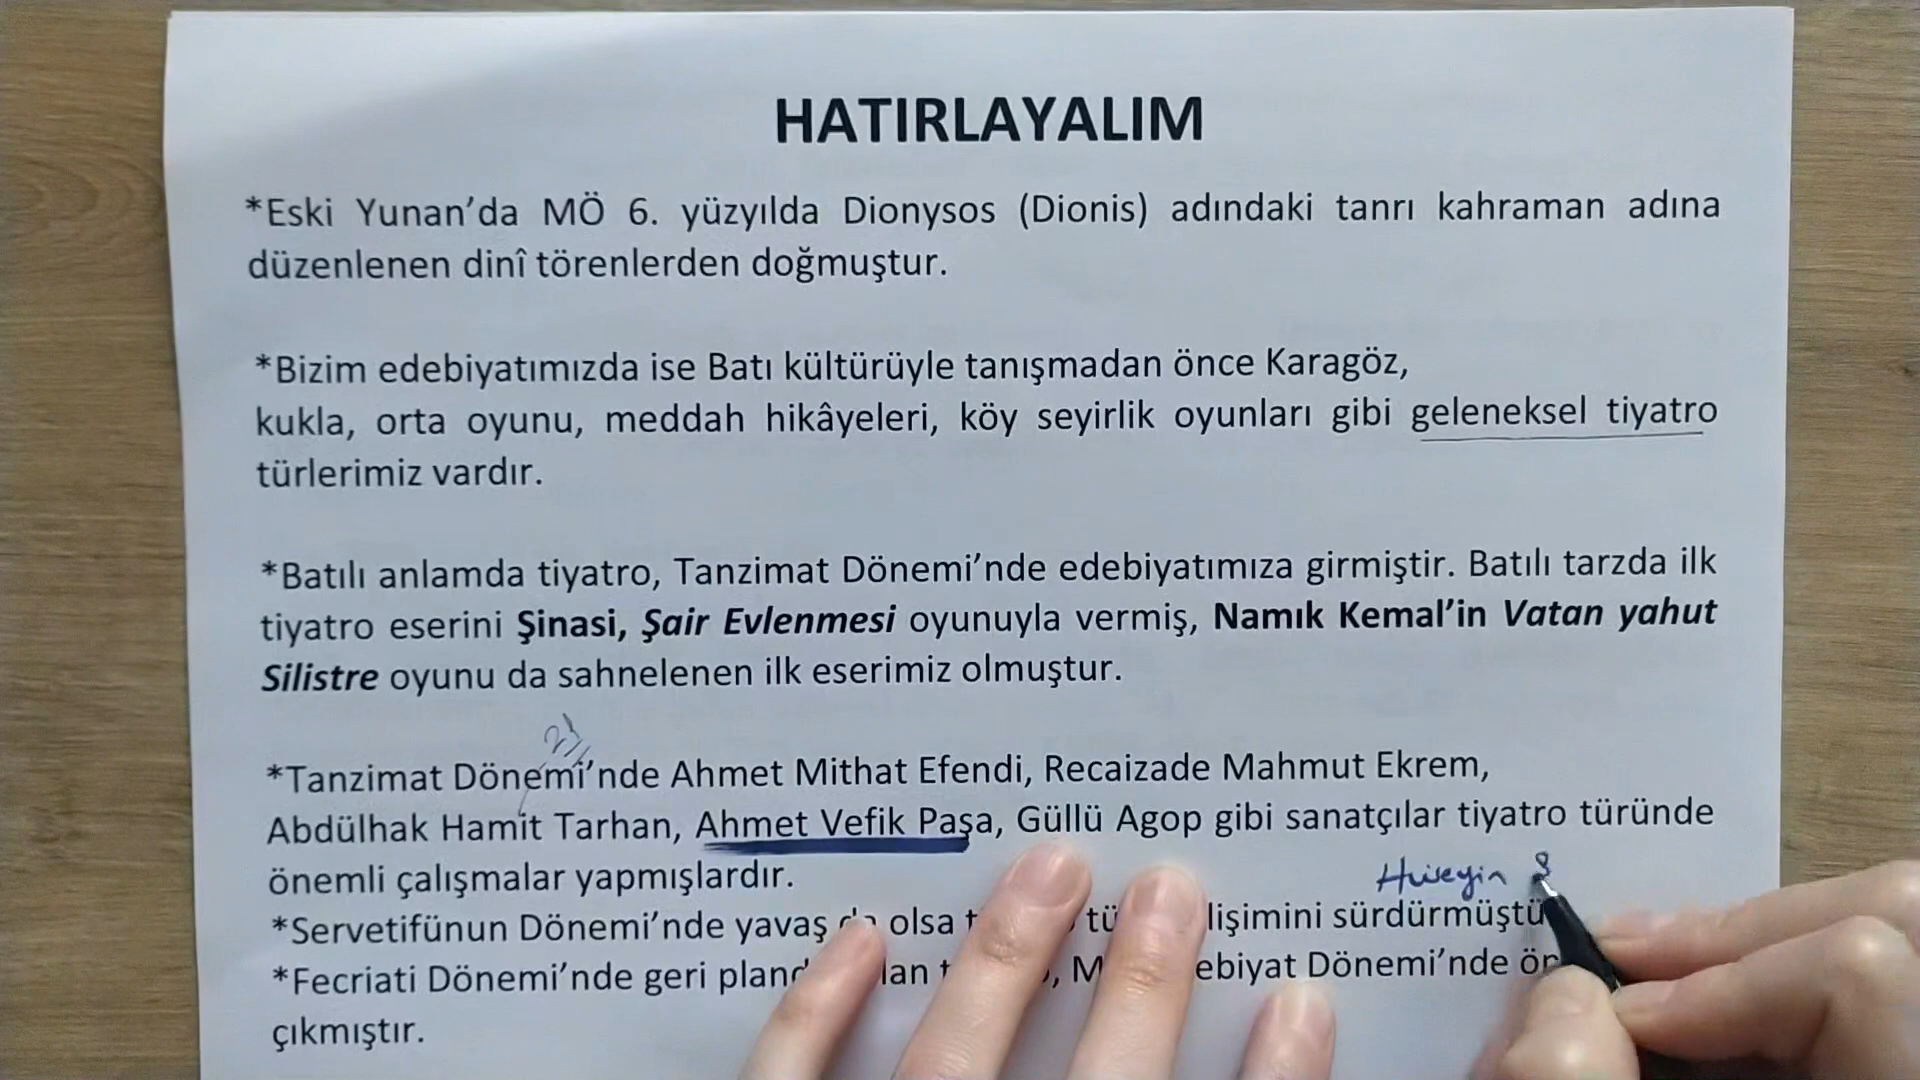 HATIRLAYALIM
*Eski Yunan’da MÖ 6. yüzyılda Dionysos (Dionis) adındaki tanrı kahraman adına
düzenlenen dinî törenlerden doğmuştur.
*Bizim edebiyatımızda ise Batı kültürüyle tanışmadan önce Karagöz,
kukla, orta oyunu, meddah hikâyeleri, köy seyirlik oyunları gibi geleneksel tiyatro
türlerimiz vardır.
*Batılı anlamda tiyatro, Tanzimat Dönemi’nde edebiyatımıza girmiştir. Batılı tarzda ilk
tiyatro eserini Şinasi, Şair Evlenmesi oyunuyla vermiş, Namık Kemal’in Vatan yahut
Silistre oyunu da sahnelenen ilk eserimiz olmuştur.
*Tanzimat Dönemi’nde Ahmet Mithat Efendi, Recaizade Mahmut Ekrem,
Abdülhak Hamit Tarhan, Ahmet Vefik Paşa, Güllü Agop gibi sanatçılar tiyatro türünde
önemli çalışmalar yapmışlardır.
Hüseyin
*Servetifünun Dönemi’nde yavaş olsa lişimini sürdürmüştü
*Fecriati Dönemi’nde geri Dönemi’nde
çıkmıştır.